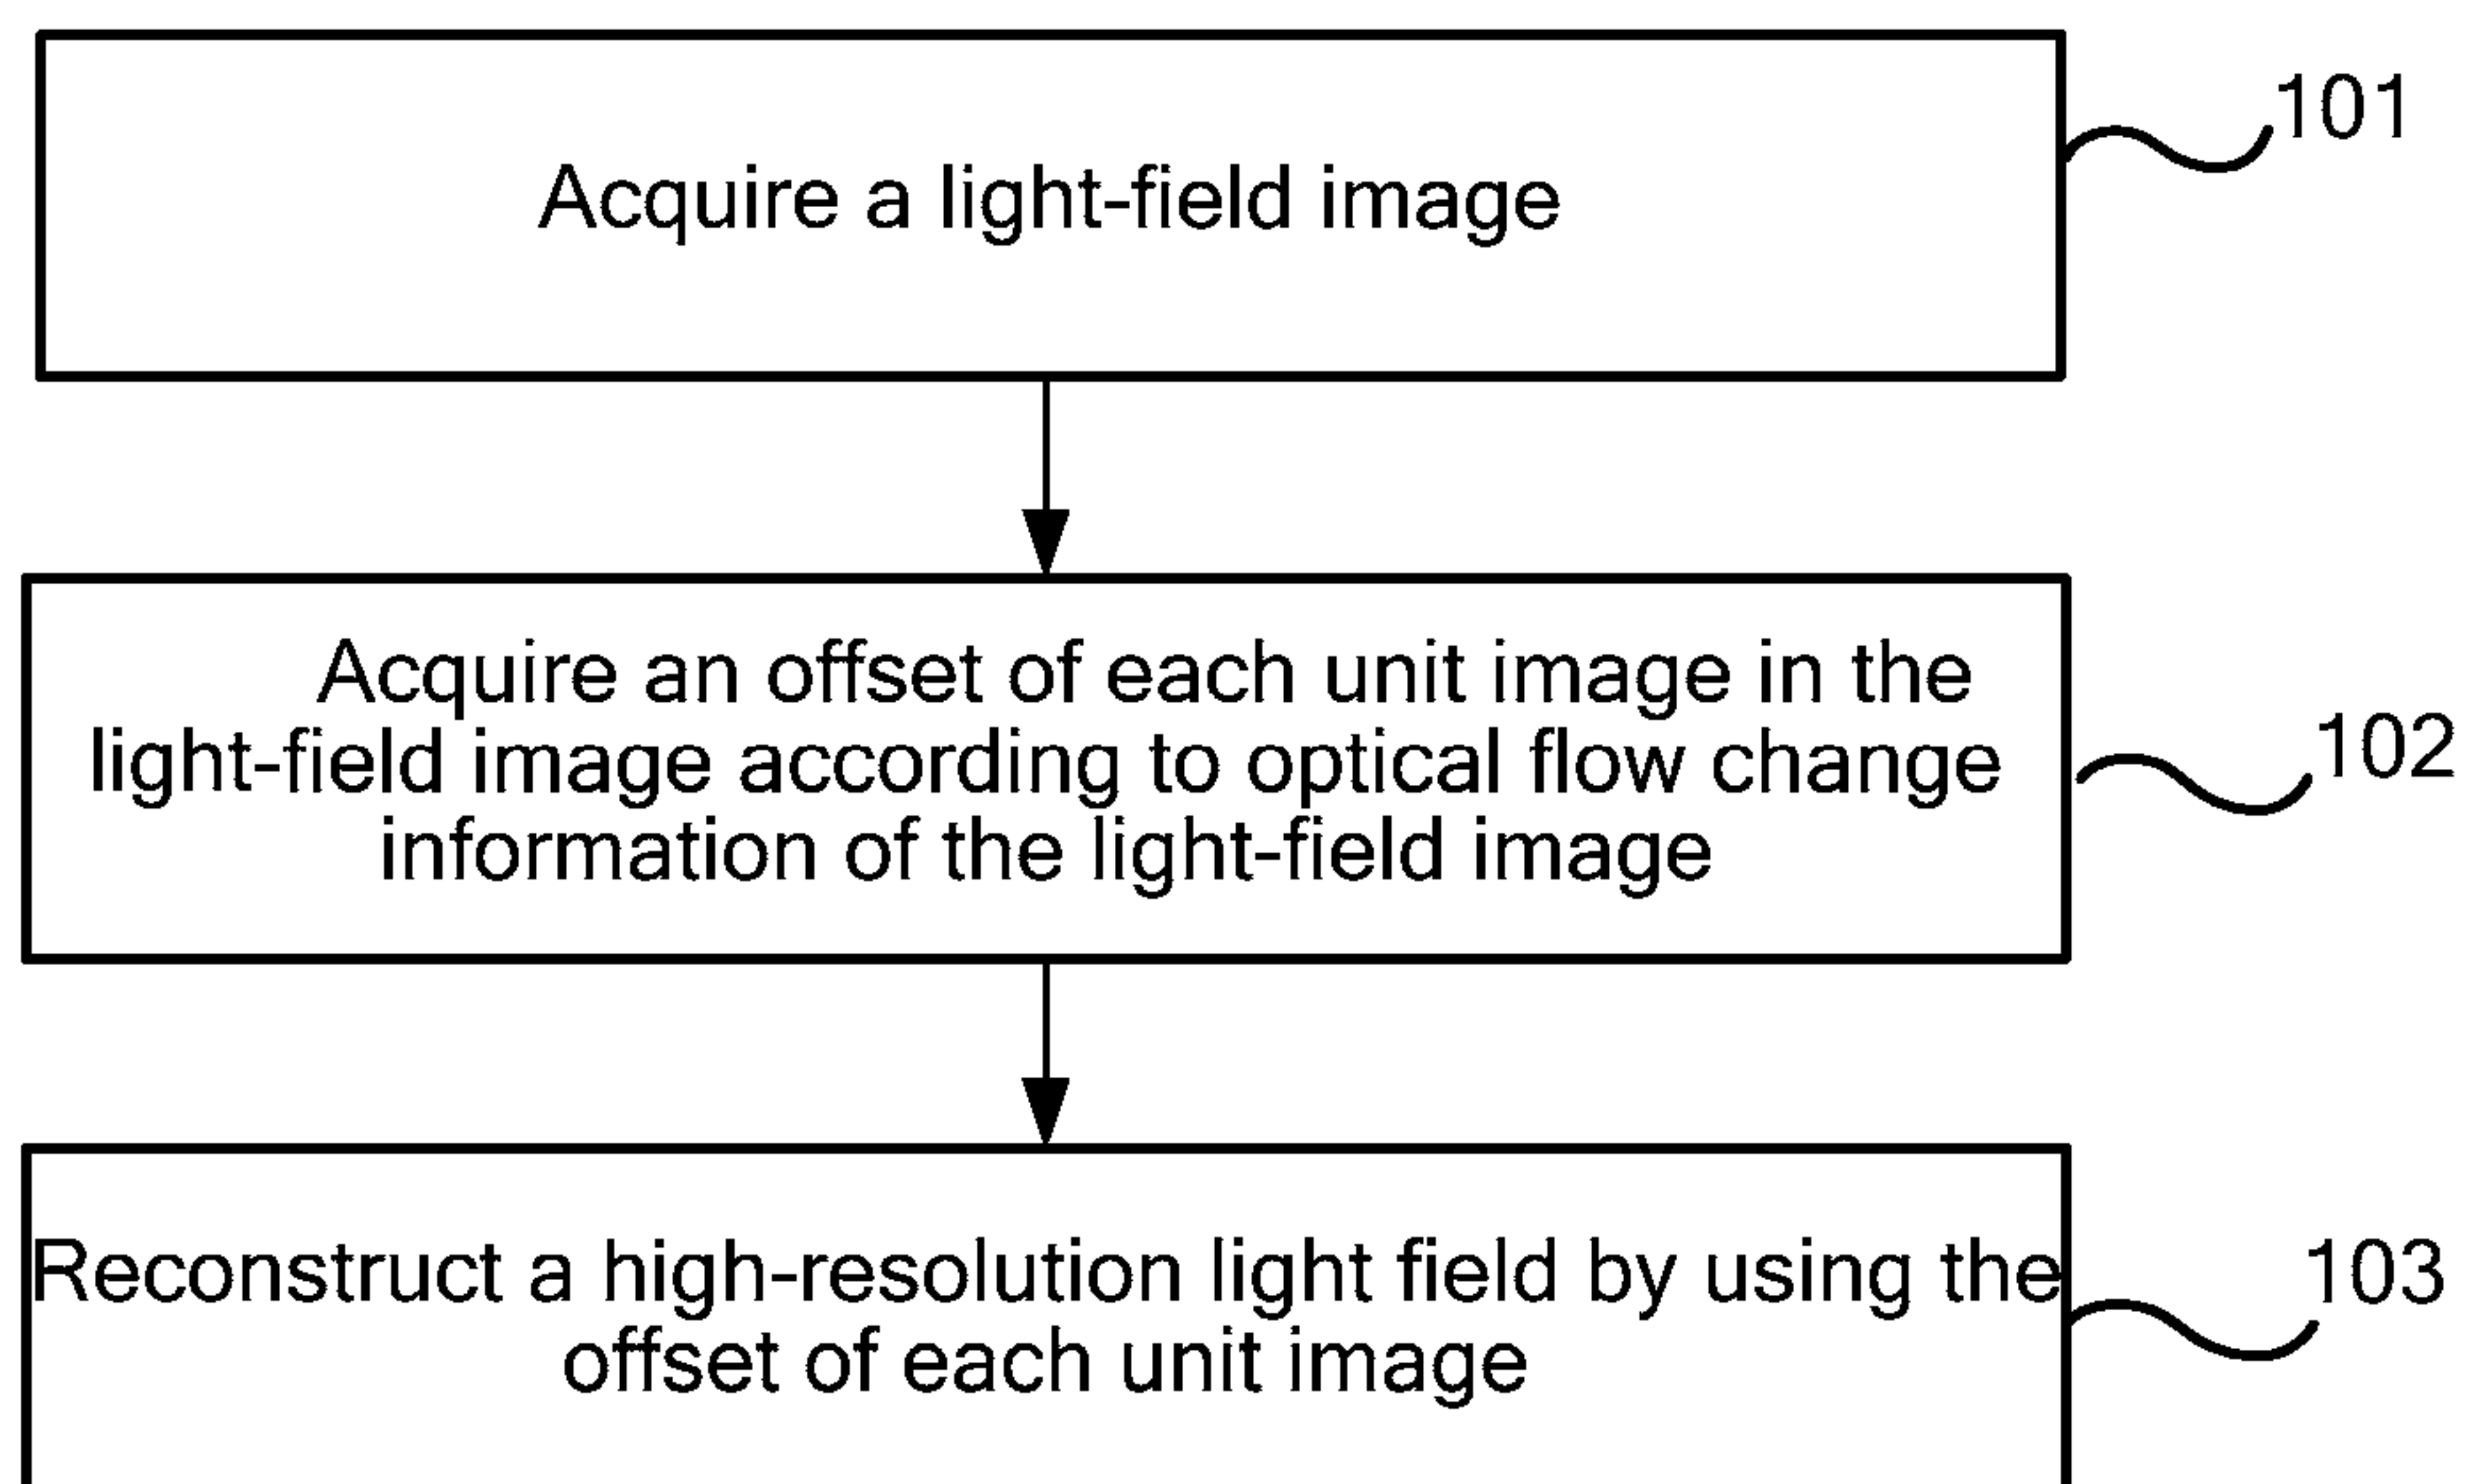 101
Acquire a light-field image
Acquire an offset of each unit image in the
light-field image according to optical flow change
information of the light-field image
102
Reconstruct a high-resolution light field by using the
offset of each unit image
103